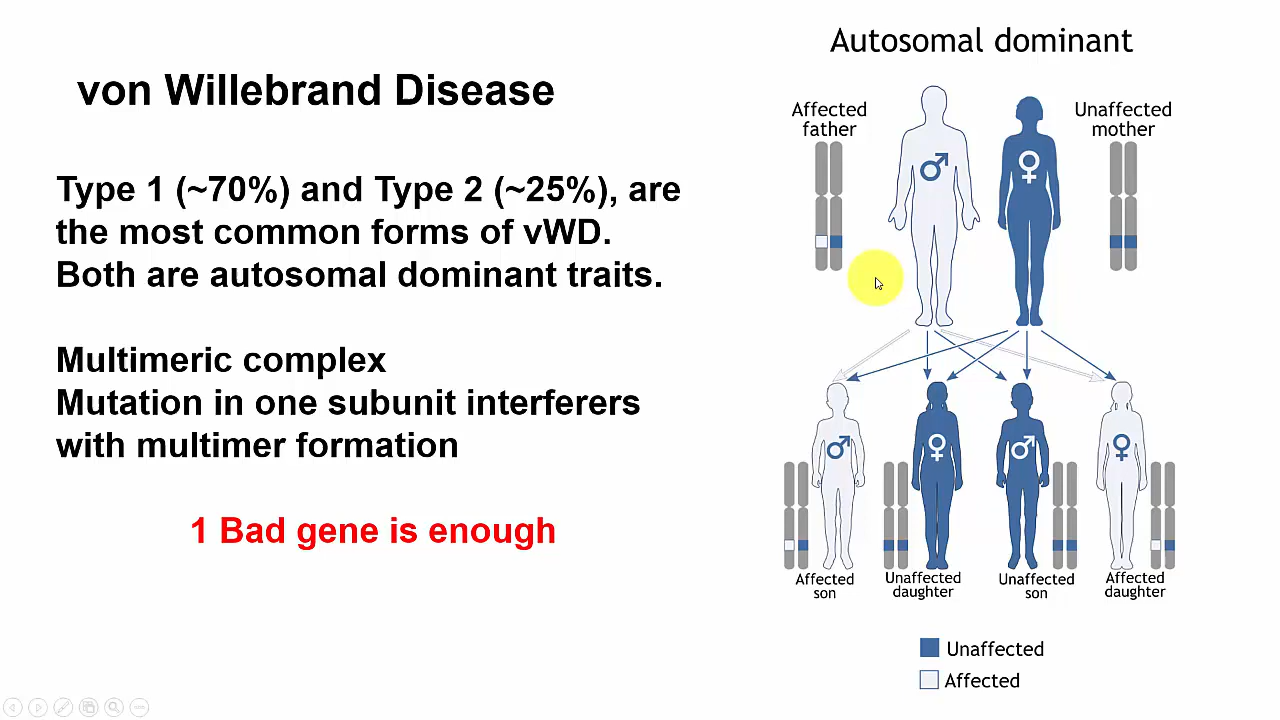 von Willebrand Disease
Type 1 (~70%) and Type 2 (~25%), are
the most common forms of vWD.
Both are autosomal dominant traits.
Multimeric complex
Mutation in one subunit interferers
with multimer formation
1 Bad gene is enough
Autosomal dominant
Affected
father
Unaffected
mother
Affected
son
Unaffected
daughter
Unaffected
son
Affected
daughter
Unaffected
Affected